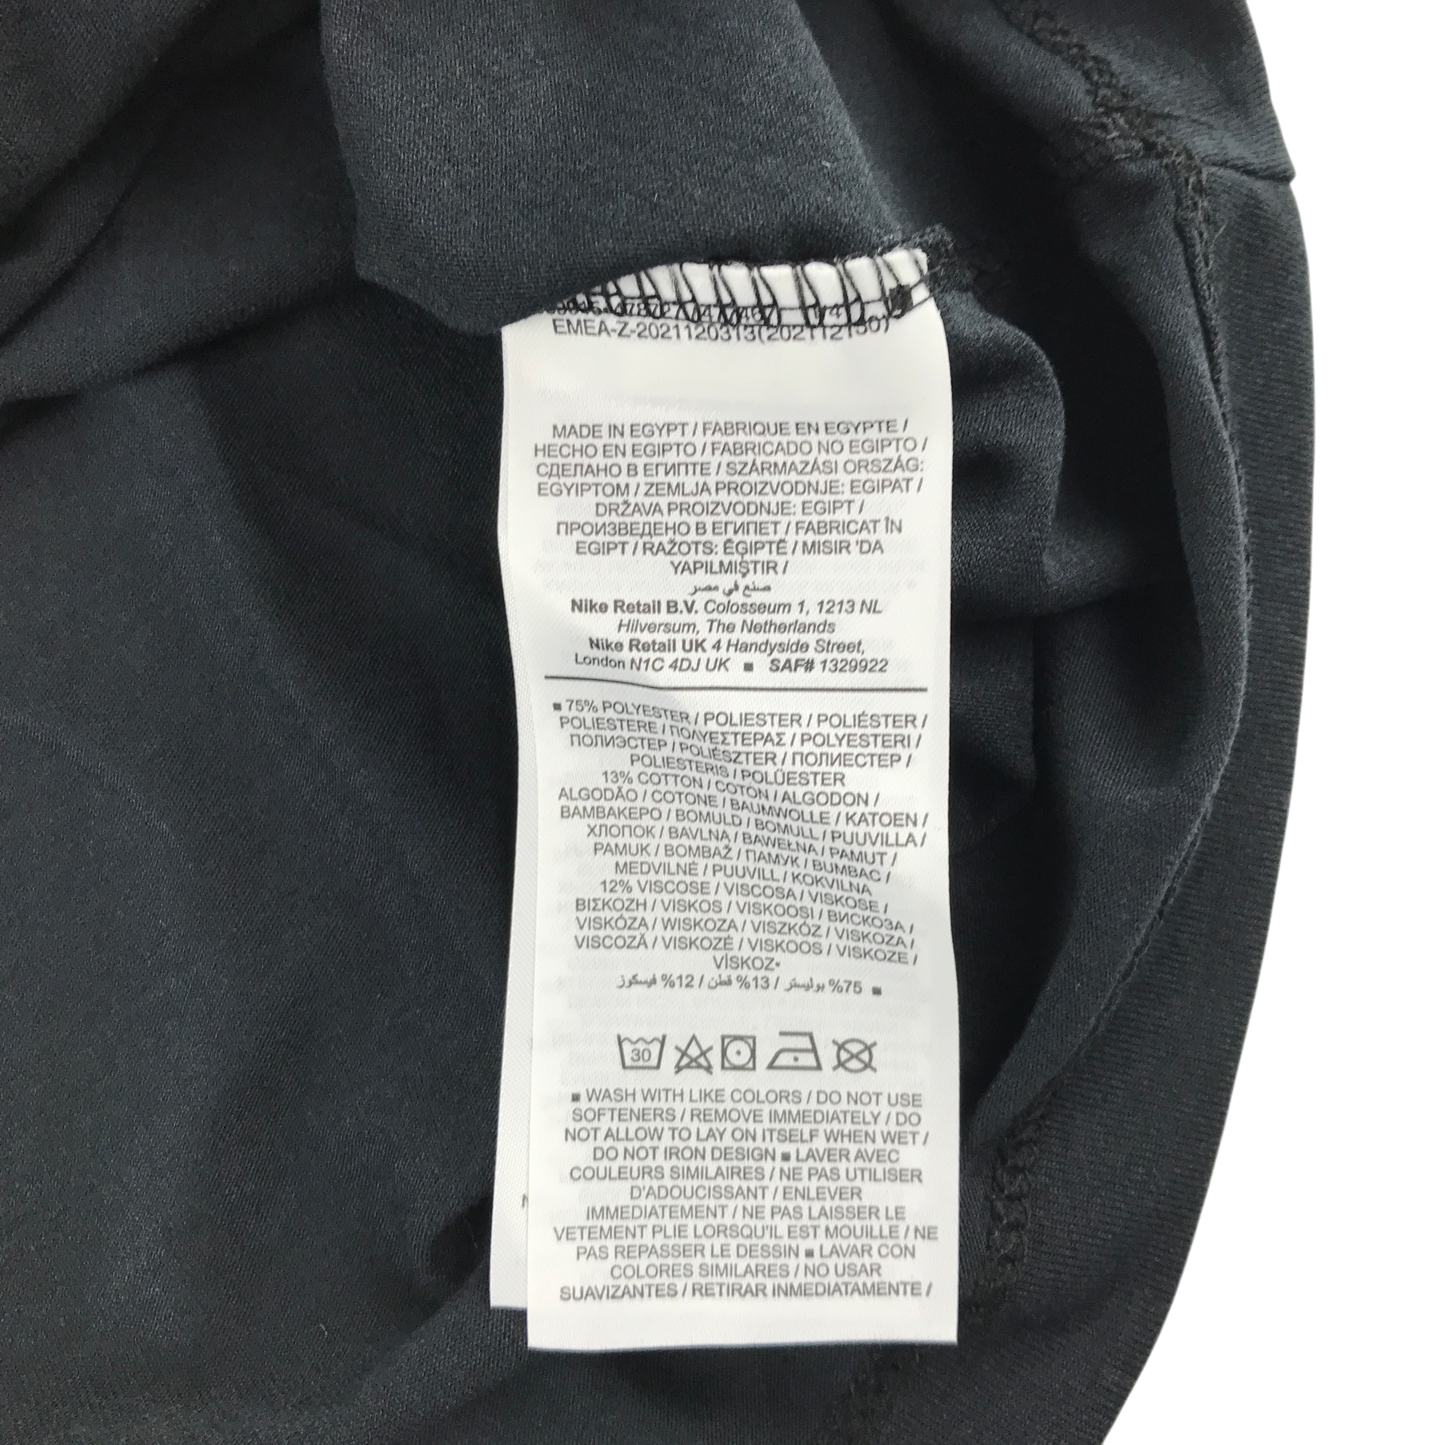 EMEA-Z-2021120313(20211213
MADE IN EGYPT / FABRIQUE EN EGYPTE /
HECHO EN EGIPTO / FABRICADO NO EGIPTO /
СДЕЛАНО В ЕГИПТЕ / SZÁRMAZÁSI ORSZÁG:
EGYIPTOM / ZEMLJA PROIZVODNJE: EGIPAT /
DRŽAVA PROIZVODNJE: EGIPT /
ПРОИЗВЕДЕНО В ЕГИПЕТ / FABRICAT ÎN
EGIPT / RAŽOTS: ĒĢIPTĒ / MISIR 'DA
YAPILMIŞTIR /
صنع في مصر
Nike Retail B.V. Colosseum 1, 1213 NL
Hilversum, The Netherlands
Nike Retail UK 4 Handyside Street,
London N1C 4DJ UK ■ SAF# 1329922
■ 75% POLYESTER / POLIESTER / POLIÉSTER /
POLIESTERE / ΠΟΛΥΕΣΤΕΡΑΣ / POLYESTERI /
ПОЛИЭСТЕР / POLIÉSZTER / ПОЛИЕСТЕР /
POLIESTERIS / POLÜESTER
13% COTTON / COTON / ALGODON /
ALGODÃO / COTONE / BAUMWOLLE / KATOEN /
ΒΑΜΒΑΚΕΡΟ / BOMULD / BOMULL / PUUVILLA /
ХЛОПОК / BAVLNA / BAWEŁNA / PAMUT /
PAMUK / BOMBAŽ / ПАМУК / BUMBAC /
MEDVILNĖ / PUUVILL / KOKVILNA
12% VISCOSE / VISCOSA / VISKOSE /
ΒΙΣΚΟΖΗ / VISKOS / VISKOOSI / ВИСКОЗА /
VISKÓZA / WISKOZA / VISZKÓZ / VISKOZA /
VISCOZĂ / VISKOZĖ / VISKOOS / VISKOZE /
VİSKOZ•
75% بوليستر / 13% قطن / 12% فيسكوز ■
30
■ WASH WITH LIKE COLORS / DO NOT USE
SOFTENERS / REMOVE IMMEDIATELY / DO
NOT ALLOW TO LAY ON ITSELF WHEN WET /
DO NOT IRON DESIGN ■ LAVER AVEC
COULEURS SIMILAIRES / NE PAS UTILISER
D'ADOUCISSANT / ENLEVER
IMMEDIATEMENT / NE PAS LAISSER LE
VETEMENT PLIE LORSQU'IL EST MOUILLE / NE
PAS REPASSER LE DESSIN ■ LAVAR CON
COLORES SIMILARES / NO USAR
SUAVIZANTES / RETIRAR INMEDIATAMENTE /